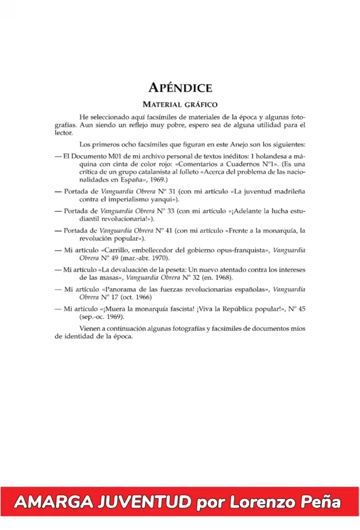 APÉNDICE
MATERIAL GRÁFICO
He seleccionado aquí facsímiles de materiales de la época y algunas foto-
grafías. Aun siendo un reflejo muy pobre, espero sea de alguna utilidad para el
lector.
Los primeros ocho facsímiles que figuran en este Anejo son los siguientes:
— El Documento M01 de mi archivo personal de textos inéditos: 1 holandesa a má-
quina con cinta de color rojo: «Comentarios a Cuadernos Nº1». (Es una
crítica de un grupo catalanista al folleto «Acerca del problema de las nacio-
nalidades en España», 1969.)
— Portada de Vanguardia Obrera Nº 31 (con mi artículo «La juventud madrileña
contra el imperialismo yanqui»).
— Portada de Vanguardia Obrera Nº 33 (con mi artículo «¡Adelante la lucha estu-
diantil revolucionaria!»).
— Portada de Vanguardia Obrera Nº 41 (con mi artículo «Frente a la monarquía, la
revolución popular»).
— Mi artículo «Carrillo, embellecedor del gobierno opus-franquista», Vanguardia
Obrera Nº 49 (mar.-abr. 1970).
— Mi artículo «La devaluación de la peseta: Un nuevo atentado contra los intereses
de las masas», Vanguardia Obrera Nº 32 (en. 1968).
— Mi artículo «Panorama de las fuerzas revolucionarias españolas», Vanguardia
Obrera Nº 17 (oct. 1966)
— Mi artículo «¡Muera la monarquía fascista! ¡Viva la República popular!», Nº 45
(sep.-oc. 1969).
Vienen a continuación algunas fotografías y facsímiles de documentos míos
de identidad de la época.
AMARGA JUVENTUD por Lorenzo Peña